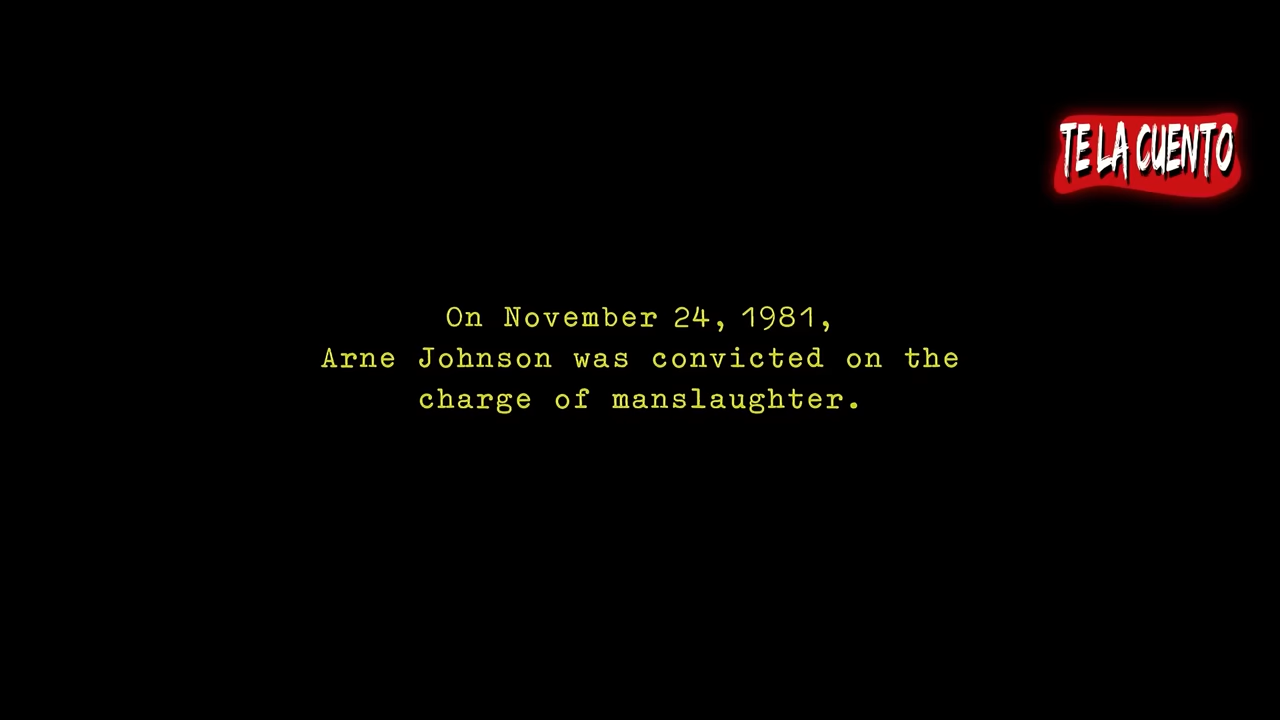 TE LA CUENTO
On November 24, 1981,
Arne Johnson was convicted on the
charge of manslaughter.